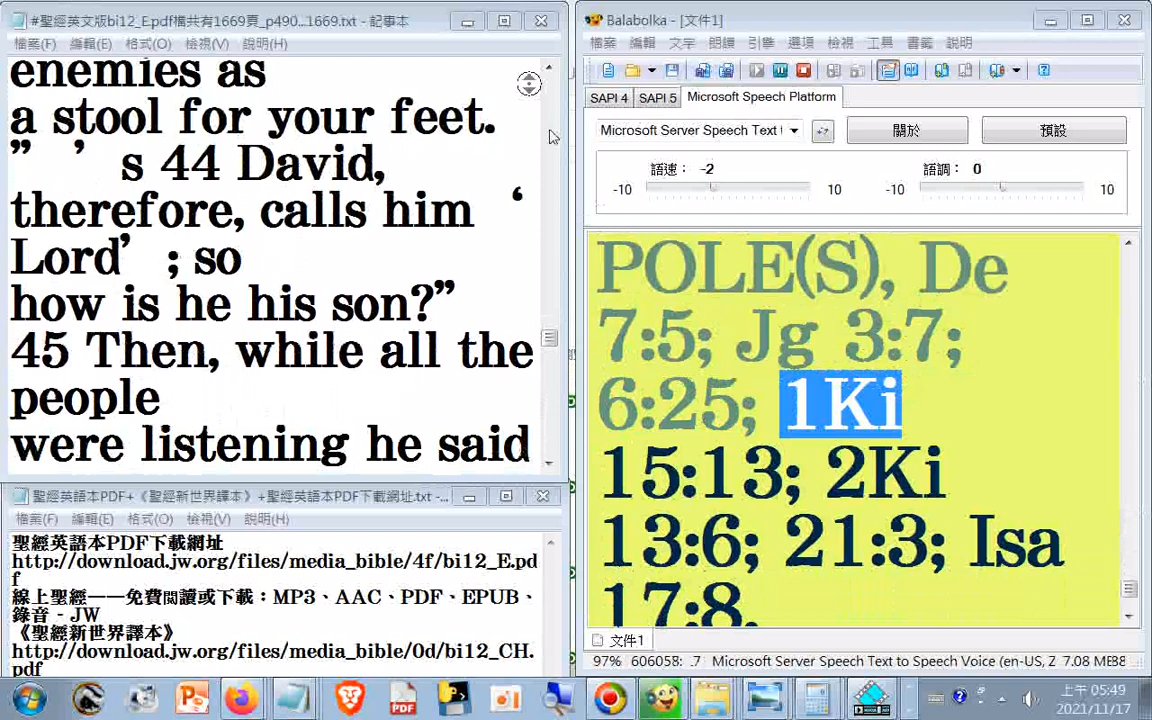 #聖經英文版bi12_E.pdf檔共有1669頁_p490...1669.txt - 記事本
檔案(F) 編輯(E) 格式(O) 檢視(V) 說明(H)
enemies as
a stool for your feet.
” ’ s 44 David,
therefore, calls him ‘
Lord’ ; so
how is he his son?”
45 Then, while all the
people
were listening he said
聖經英語本PDF+《聖經新世界譯本》+聖經英語本PDF下載網址.txt - ...
檔案(F) 編輯(E) 格式(O) 檢視(V) 說明(H)
聖經英語本PDF下載網址
http://download.jw.org/files/media_bible/4f/bi12_E.pd
f
線上聖經——免費閱讀或下載：MP3、AAC、PDF、EPUB、
錄音 - JW
《聖經新世界譯本》
http://download.jw.org/files/media_bible/0d/bi12_CH.
pdf
Balabolka - [文件1]
檔案 編輯 文字 朗讀 引擎 選項 檢視 工具 書籤 說明
SAPI 4 SAPI 5 Microsoft Speech Platform
Microsoft Server Speech Text 關於 預設
語速： -2 語調： 0
-10 10 -10 10
POLE(S), De
7:5; Jg 3:7;
6:25; 1Ki
15:13; 2Ki
13:6; 21:3; Isa
17:8.
文件1
97% 606058: .7 Microsoft Server Speech Text to Speech Voice (en-US, Z 7.08 MEB8
上午 05:49
2021/11/17